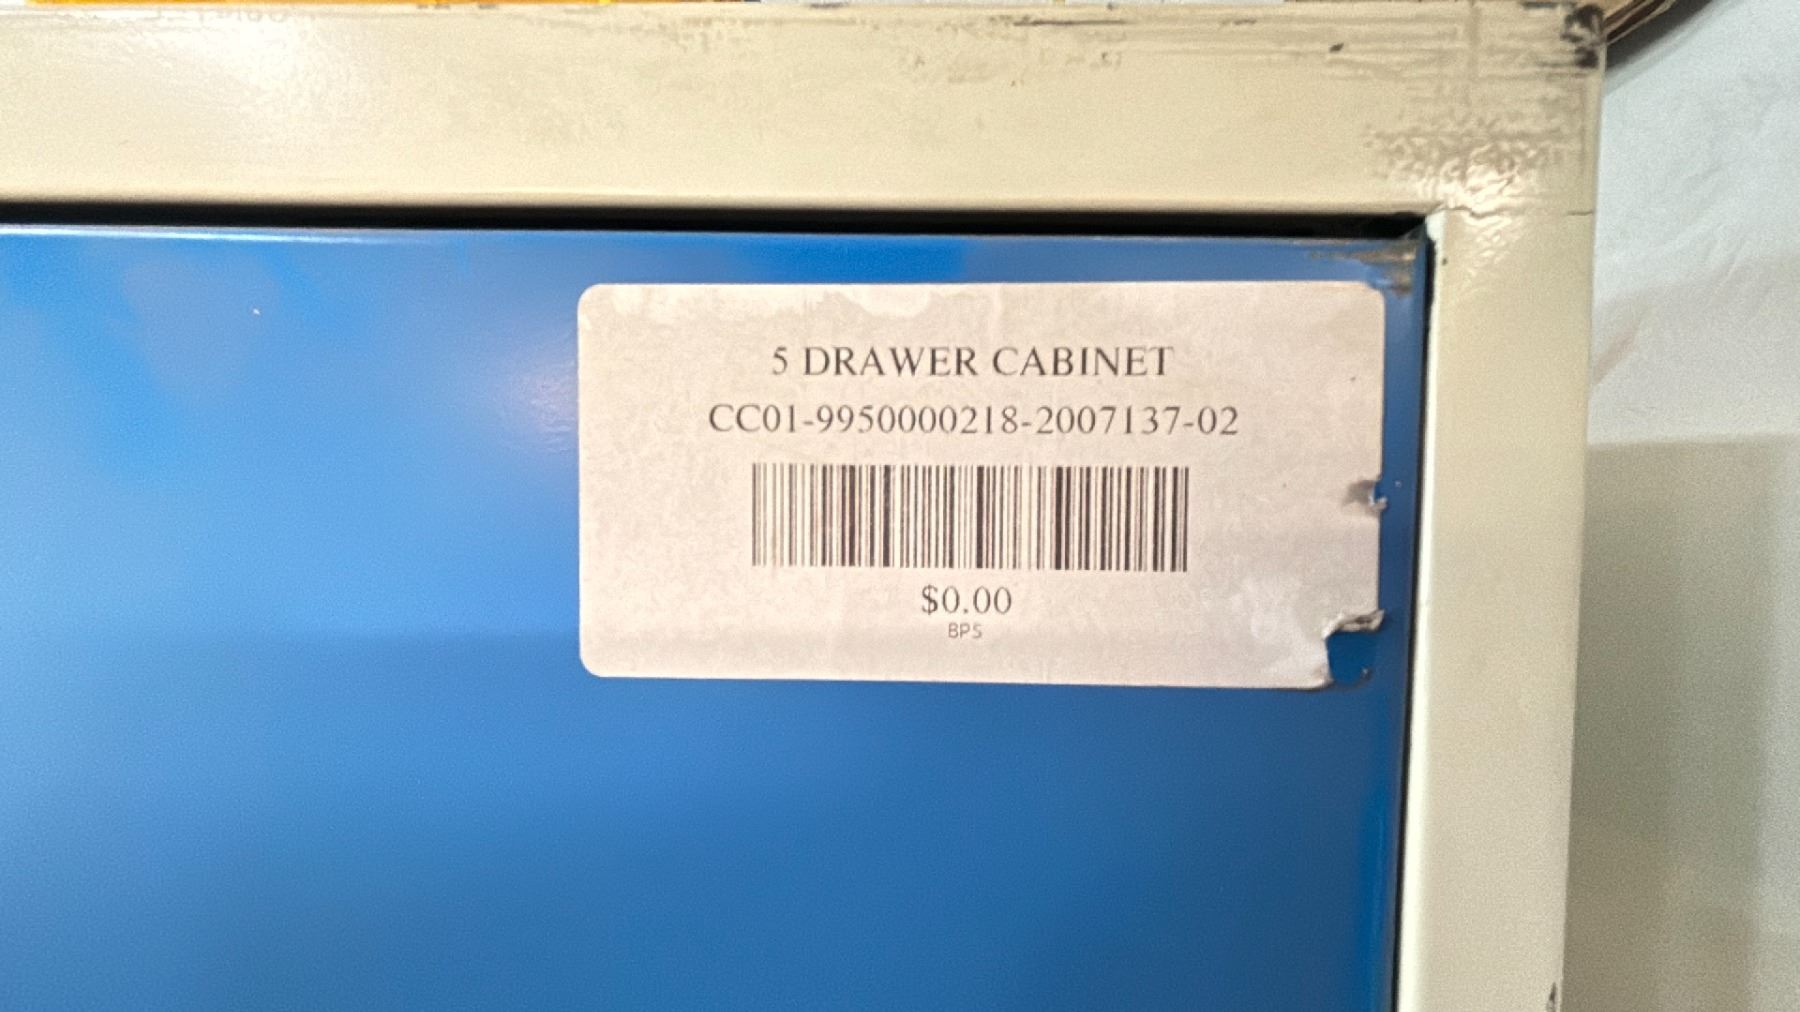 5 DRAWER CABINET
CC01-9950000218-2007137-02
$0.00
BPS